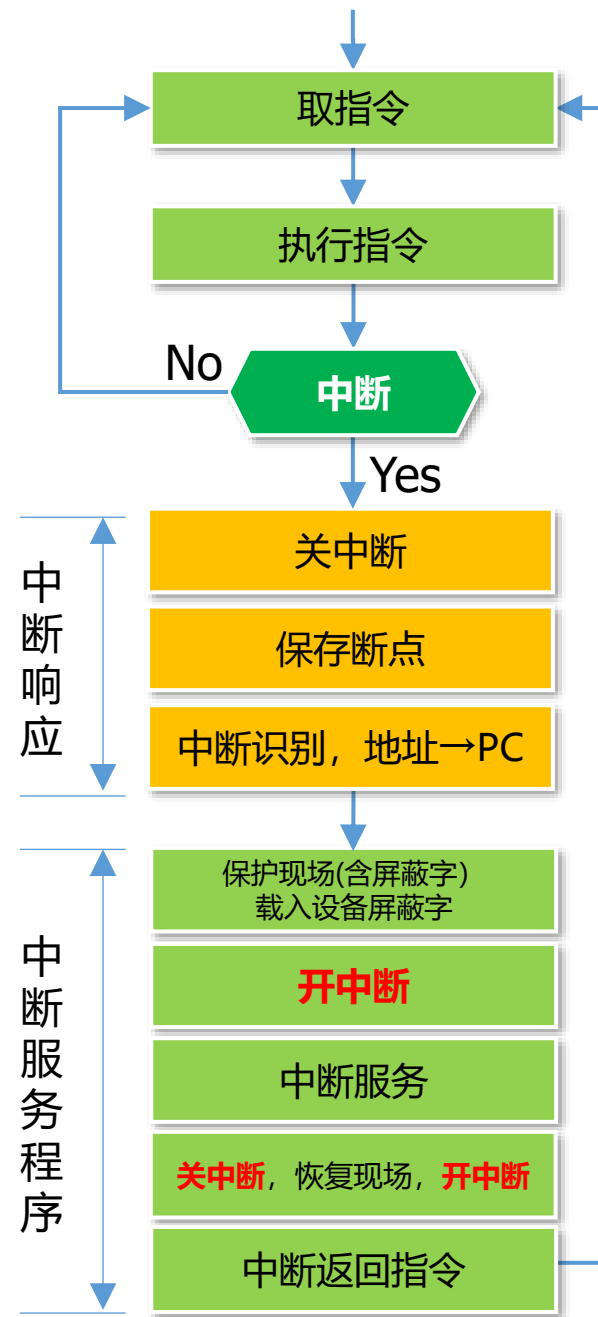 取指令
执行指令
No
中断
Yes
中断响应
关中断
保存断点
中断识别，地址→PC
中断服务程序
保护现场(含屏蔽字）
载入设备屏蔽字
开中断
中断服务
关中断，恢复现场，开中断
中断返回指令